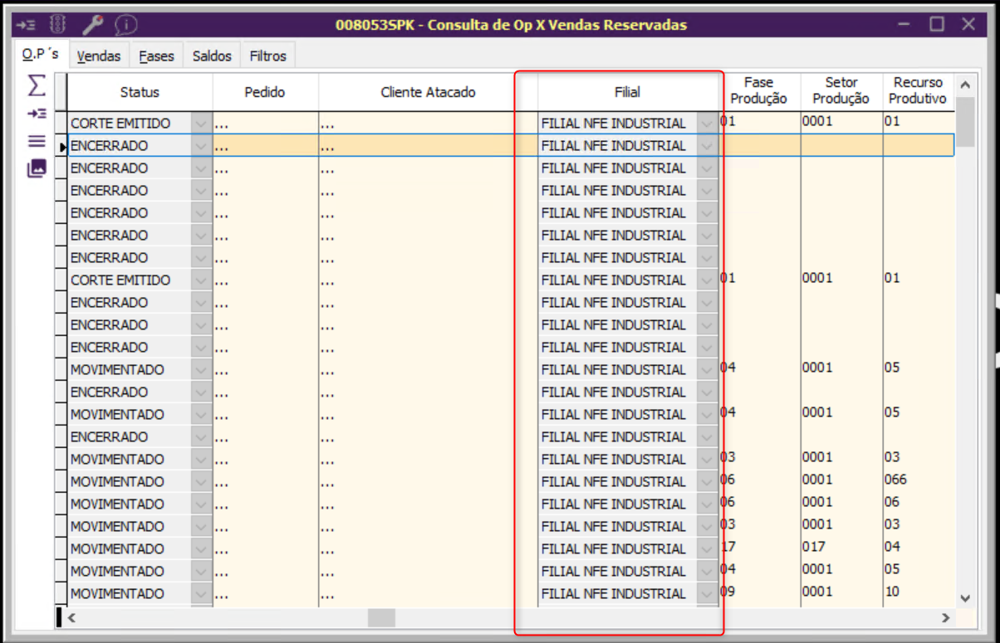 008053SPK - Consulta de Op X Vendas Reservadas
O.P´s Vendas Fases Saldos Filtros
Status Pedido Cliente Atacado Filial Fase Produção Setor Produção Recurso Produtivo
CORTE EMITIDO ... ... FILIAL NFE INDUSTRIAL 01 0001 01
ENCERRADO ... ... FILIAL NFE INDUSTRIAL
ENCERRADO ... ... FILIAL NFE INDUSTRIAL
ENCERRADO ... ... FILIAL NFE INDUSTRIAL
ENCERRADO ... ... FILIAL NFE INDUSTRIAL
ENCERRADO ... ... FILIAL NFE INDUSTRIAL
ENCERRADO ... ... FILIAL NFE INDUSTRIAL
CORTE EMITIDO ... ... FILIAL NFE INDUSTRIAL 01 0001 01
ENCERRADO ... ... FILIAL NFE INDUSTRIAL
ENCERRADO ... ... FILIAL NFE INDUSTRIAL
ENCERRADO ... ... FILIAL NFE INDUSTRIAL
MOVIMENTADO ... ... FILIAL NFE INDUSTRIAL 04 0001 05
ENCERRADO ... ... FILIAL NFE INDUSTRIAL
MOVIMENTADO ... ... FILIAL NFE INDUSTRIAL 04 0001 05
ENCERRADO ... ... FILIAL NFE INDUSTRIAL
MOVIMENTADO ... ... FILIAL NFE INDUSTRIAL 03 0001 03
MOVIMENTADO ... ... FILIAL NFE INDUSTRIAL 06 0001 066
MOVIMENTADO ... ... FILIAL NFE INDUSTRIAL 06 0001 06
MOVIMENTADO ... ... FILIAL NFE INDUSTRIAL 03 0001 03
MOVIMENTADO ... ... FILIAL NFE INDUSTRIAL 17 017 04
MOVIMENTADO ... ... FILIAL NFE INDUSTRIAL 04 0001 05
MOVIMENTADO ... ... FILIAL NFE INDUSTRIAL 09 0001 10